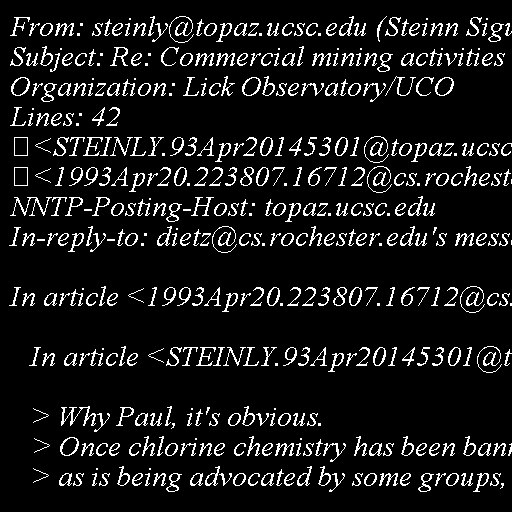 From: steinly@topaz.ucsc.edu (Steinn Sigu
Subject: Re: Commercial mining activities
Organization: Lick Observatory/UCO
Lines: 42
<STEINLY.93Apr20145301@topaz.ucsc
<1993Apr20.223807.16712@cs.rochest
NNTP-Posting-Host: topaz.ucsc.edu
In-reply-to: dietz@cs.rochester.edu's mess
In article <1993Apr20.223807.16712@cs.
In article <STEINLY.93Apr20145301@t
> Why Paul, it's obvious.
> Once chlorine chemistry has been bann
> as is being advocated by some groups,